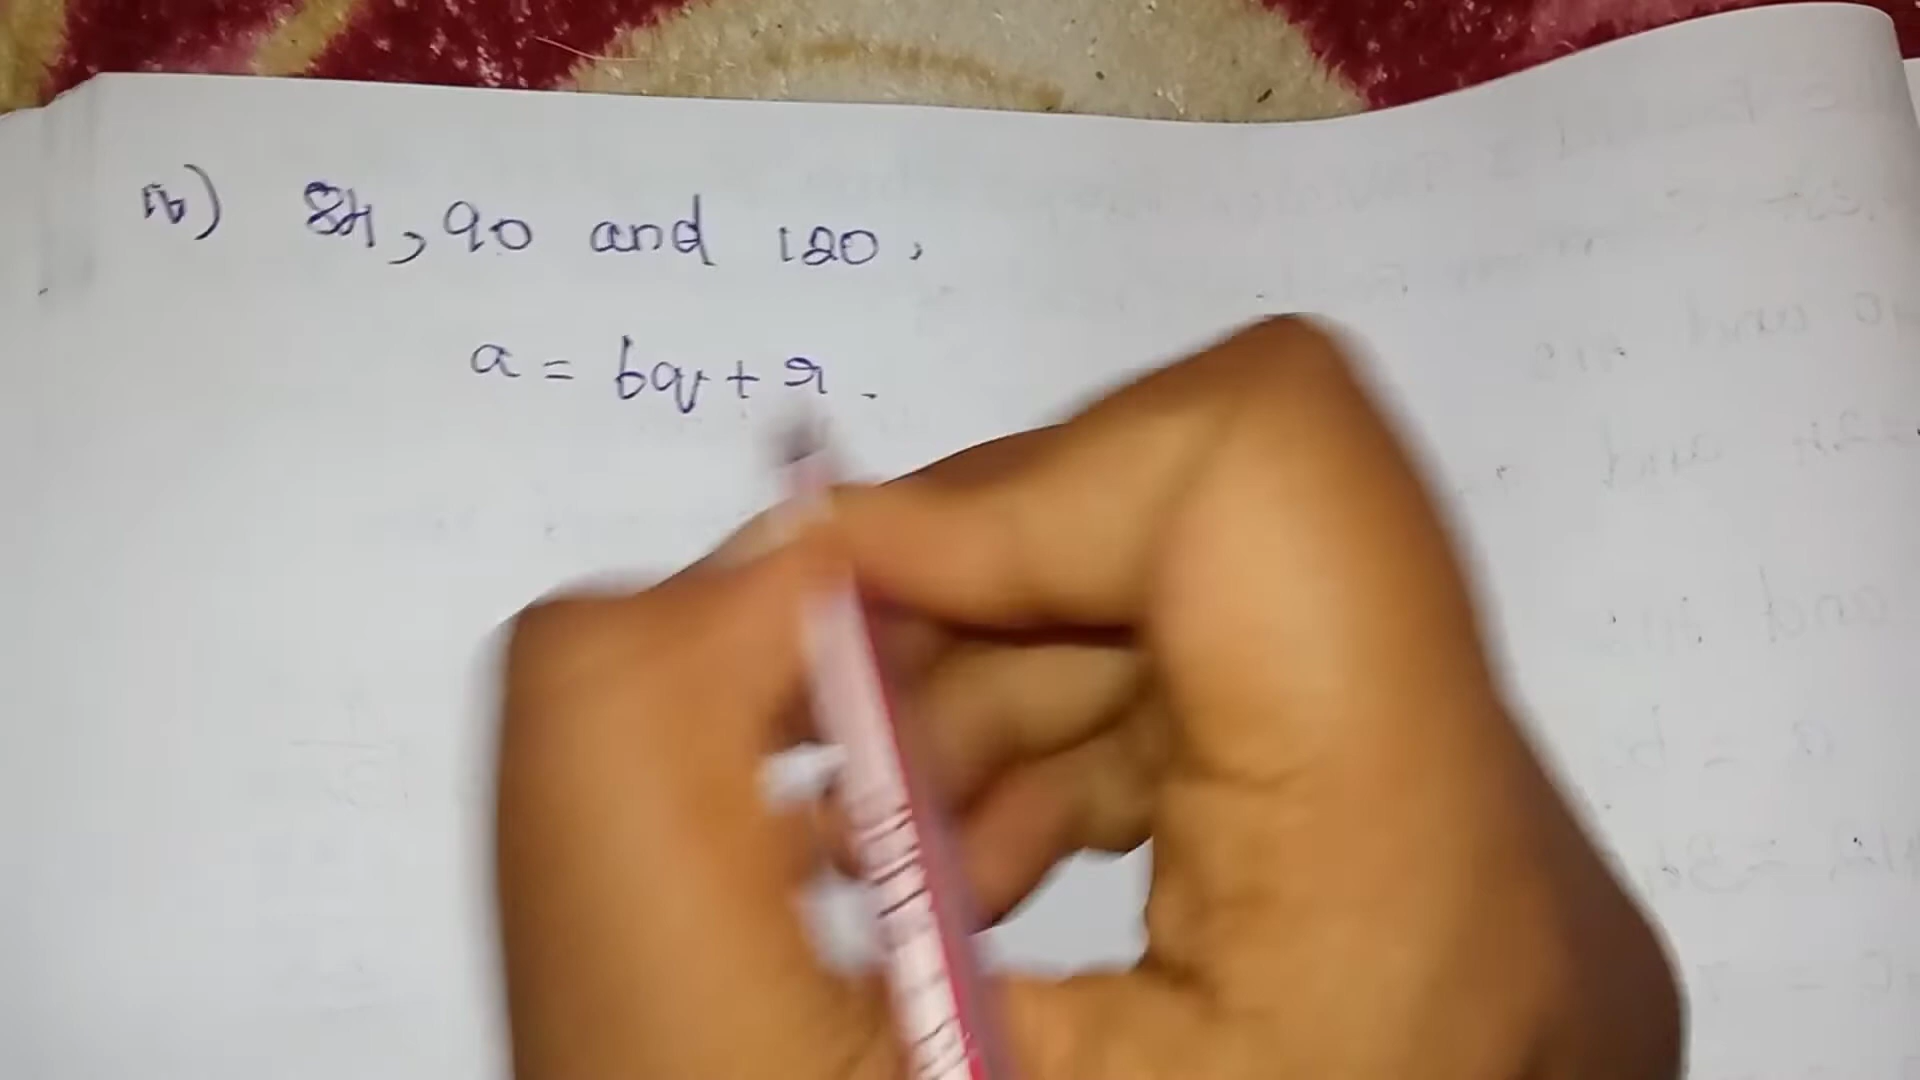 iv) 84, 90 and 120,
a = bq + r.